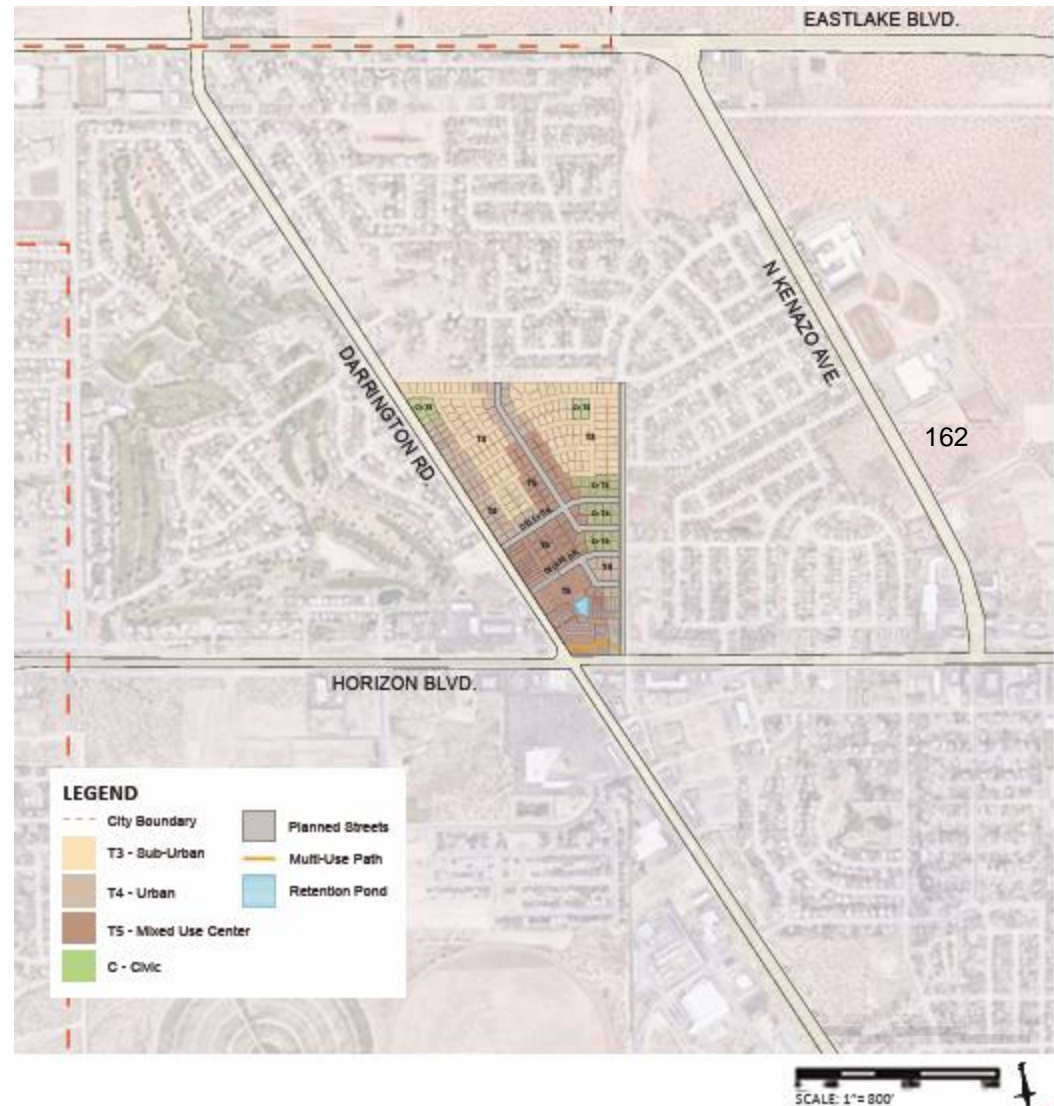 EASTLAKE BLVD.
N KENAZO AVE.
DARRINGTON RD.
162
HORIZON BLVD.
LEGEND
City Boundary
T3 - Sub-Urban
T4 - Urban
T5 - Mixed Use Center
C - Civic
Planned Streets
Multi-Use Path
Retention Pond
SCALE: 1"= 800'